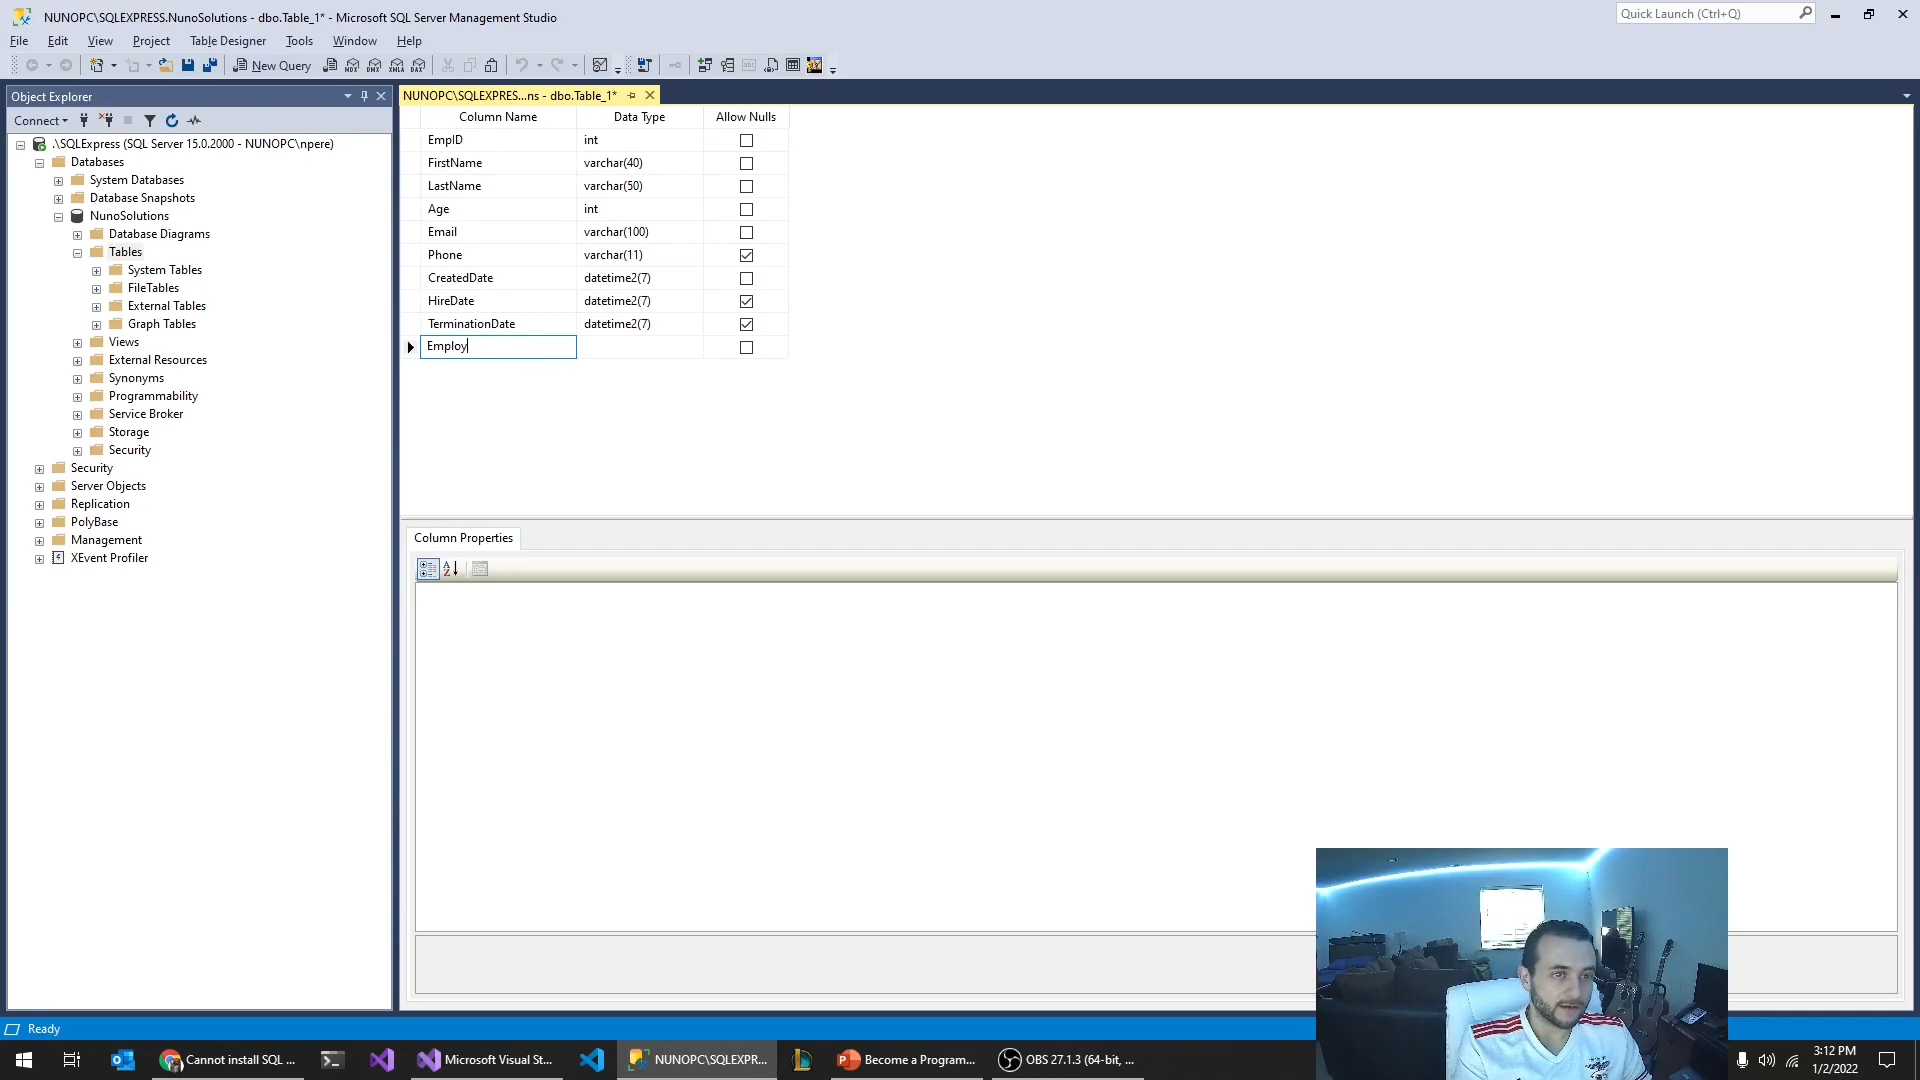 NUNOPC\SQLEXPRESS.NunoSolutions - dbo.Table_1* - Microsoft SQL Server Management Studio
Quick Launch (Ctrl+Q)
File Edit View Project Table Designer Tools Window Help
New Query
Object Explorer
Connect
.\SQLExpress (SQL Server 15.0.2000 - NUNOPC\npere)
Databases
System Databases
Database Snapshots
NunoSolutions
Database Diagrams
Tables
System Tables
FileTables
External Tables
Graph Tables
Views
External Resources
Synonyms
Programmability
Service Broker
Storage
Security
Security
Server Objects
Replication
PolyBase
Management
XEvent Profiler
NUNOPC\SQLEXPRES...ns - dbo.Table_1*
Column Name Data Type Allow Nulls
EmpID int
FirstName varchar(40)
LastName varchar(50)
Age int
Email varchar(100)
Phone varchar(11)
CreatedDate datetime2(7)
HireDate datetime2(7)
TerminationDate datetime2(7)
Employ
Column Properties
Ready
Cannot install SQL ...
Microsoft Visual St...
NUNOPC\SQLEXPR...
Become a Program...
OBS 27.1.3 (64-bit, ...
3:12 PM
1/2/2022